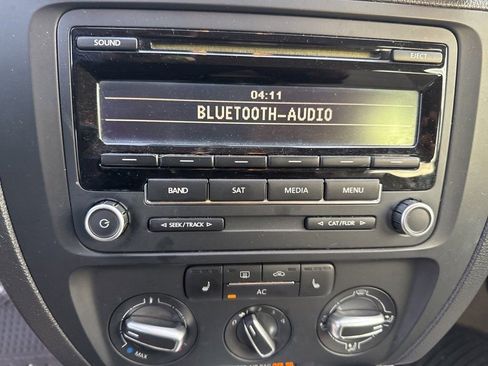 SOUND
EJECT
04:11
BLUETOOTH-AUDIO
BAND SAT MEDIA MENU
◁ SEEK/TRACK ▷ ◁ CAT/FLDR ▷
AC
MAX